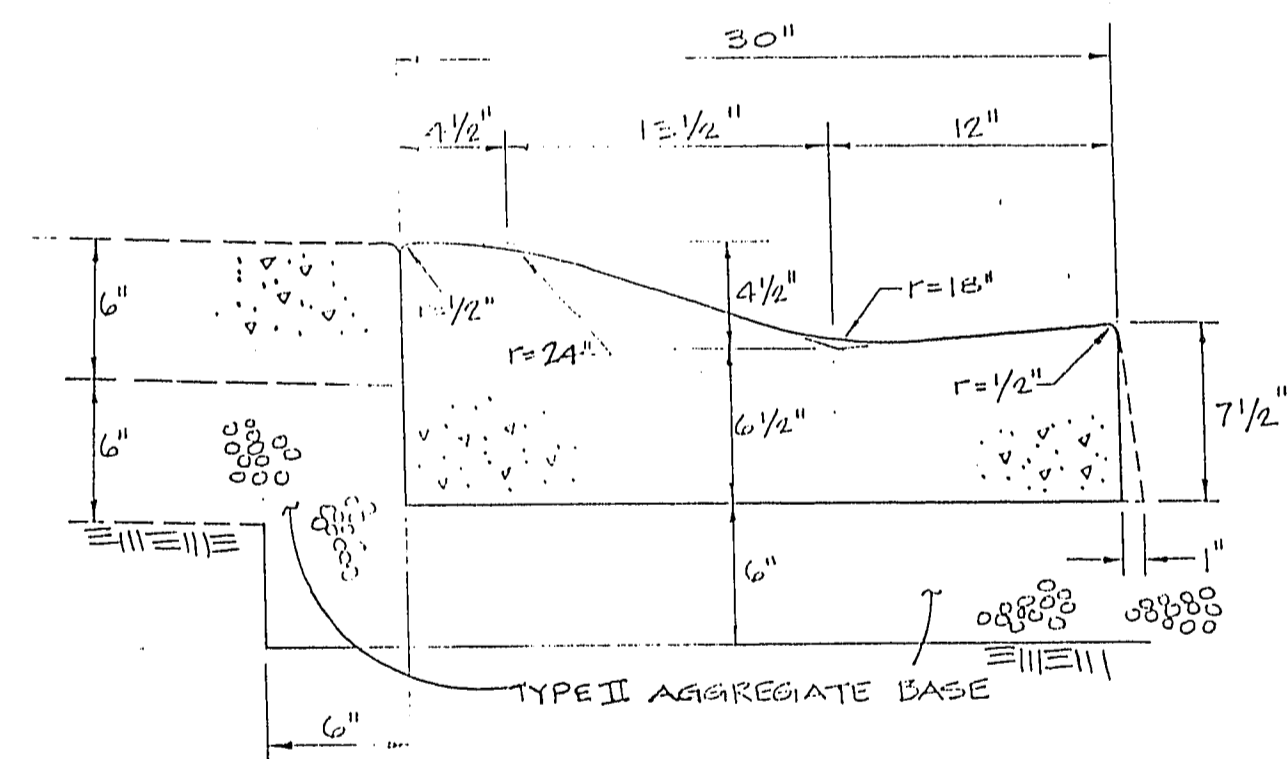 30"
4 1/2"
13 1/2"
12"
6"
4 1/2"
r=18"
r=1/2"
r=24"
r=1/2"
6"
6 1/2"
7 1/2"
6"
1"
TYPE II AGGREGATE BASE
6"